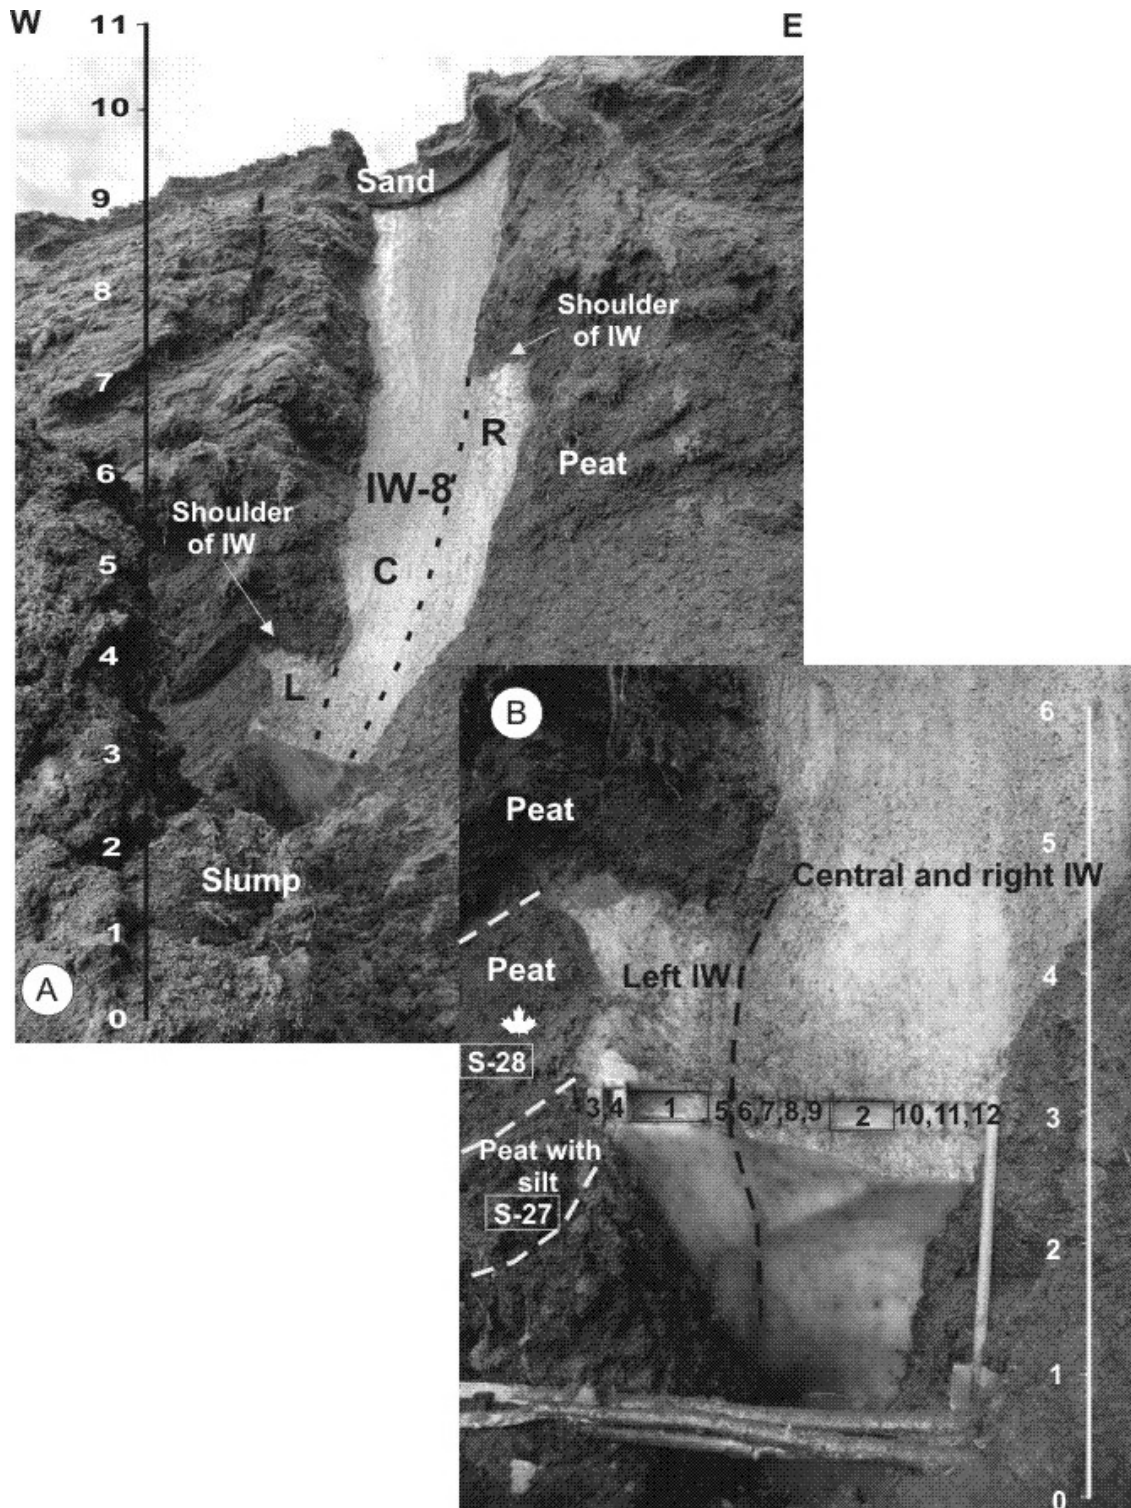 W
E
11
10
9
8
7
6
5
4
3
2
1
0
Sand
Shoulder
of IW
R
Peat
IW-8
Shoulder
of IW
C
L
Slump
A
B
6
5
4
3
2
1
0
Peat
Central and right IW
Peat
Left IW
S-28
3,4
1
5
6,7,8,9
2
10,11,12
Peat with
silt
S-27